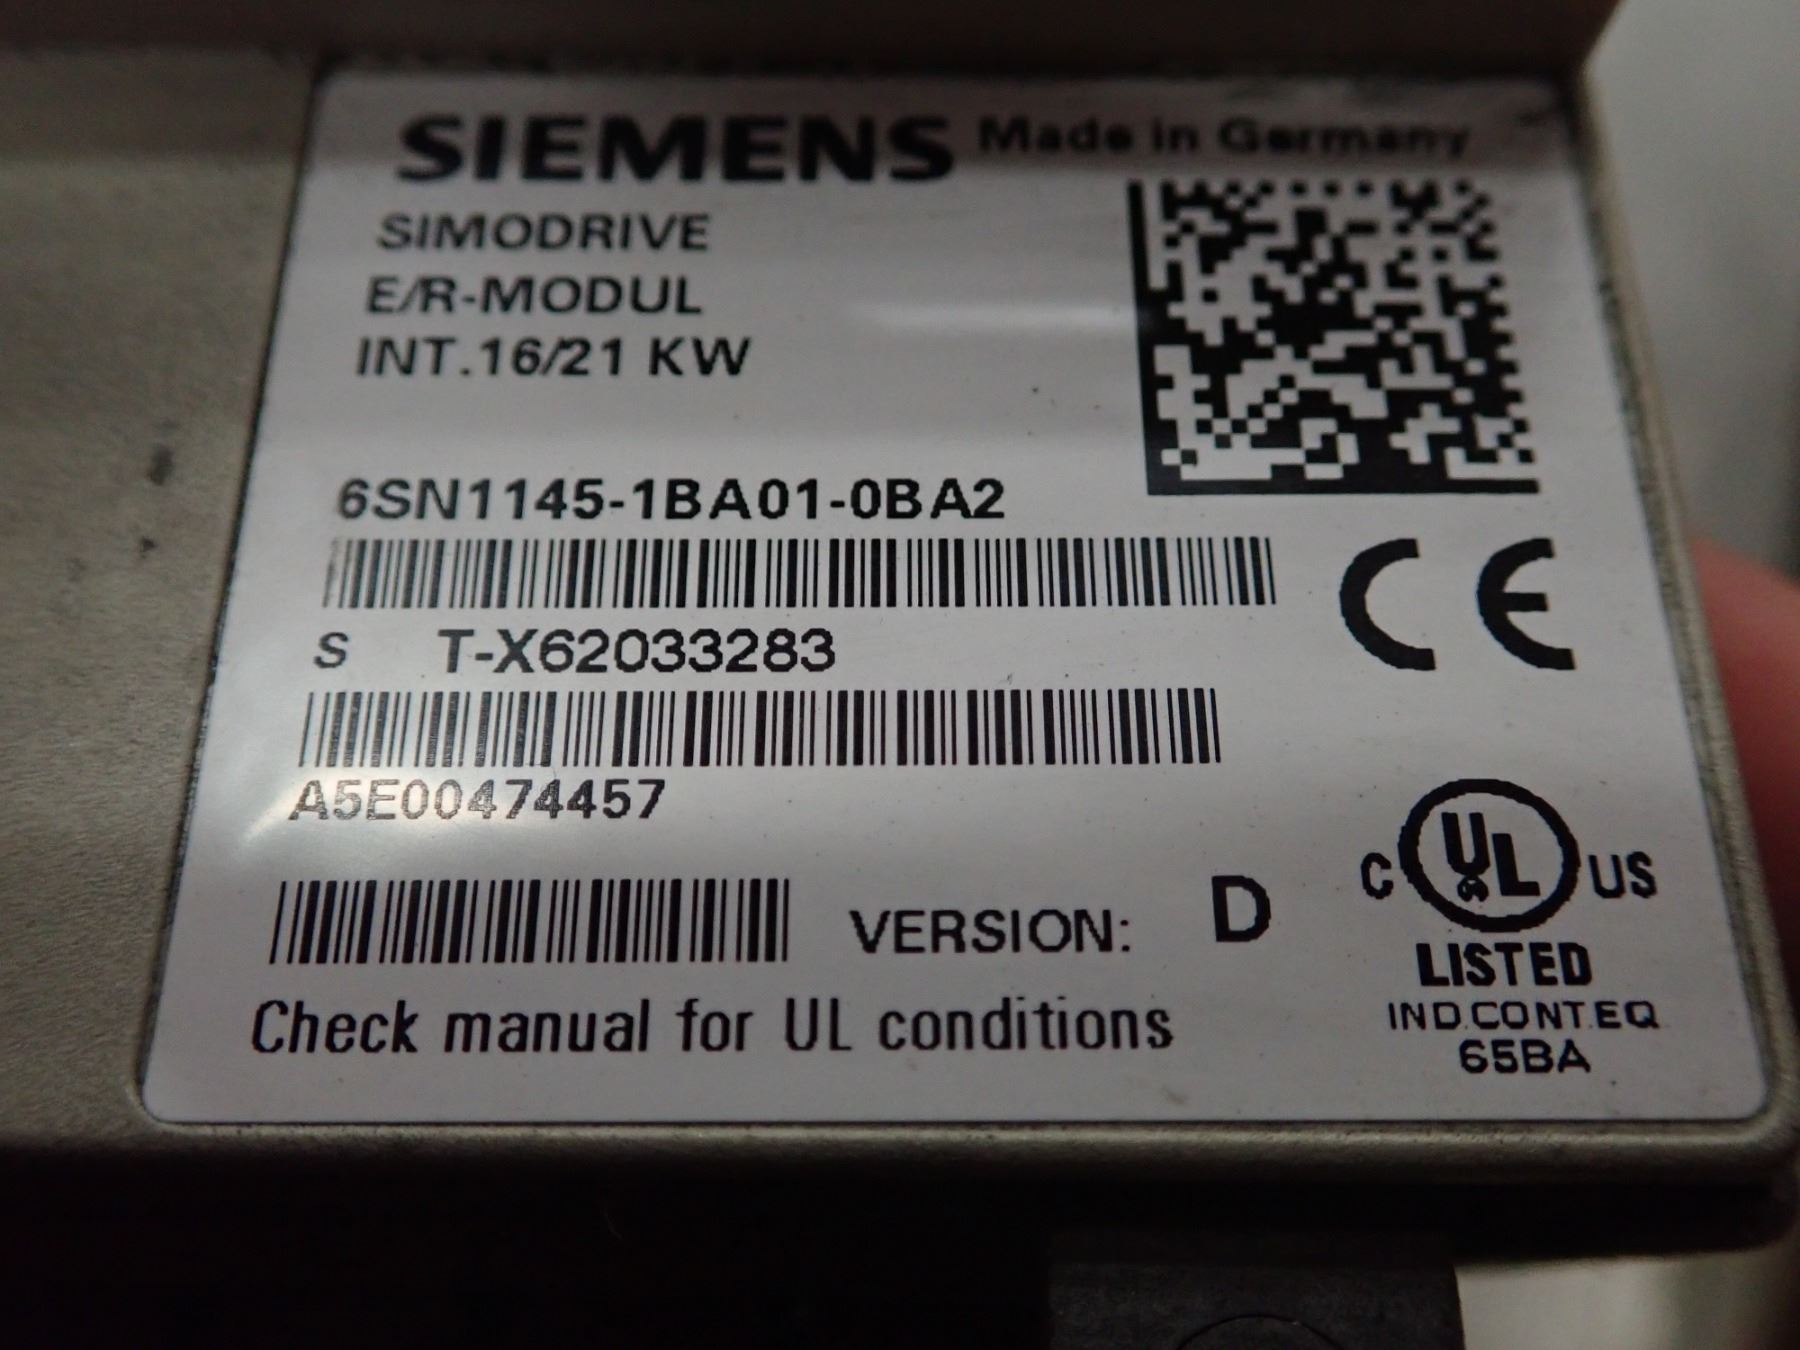 SIEMENS Made in Germany
SIMODRIVE
E/R-MODUL
INT.16/21 KW
6SN1145-1BA01-0BA2
S T-X62033283
A5E00474457
VERSION: D
C UL US
LISTED
IND.CONT.EQ
65BA
Check manual for UL conditions
CE